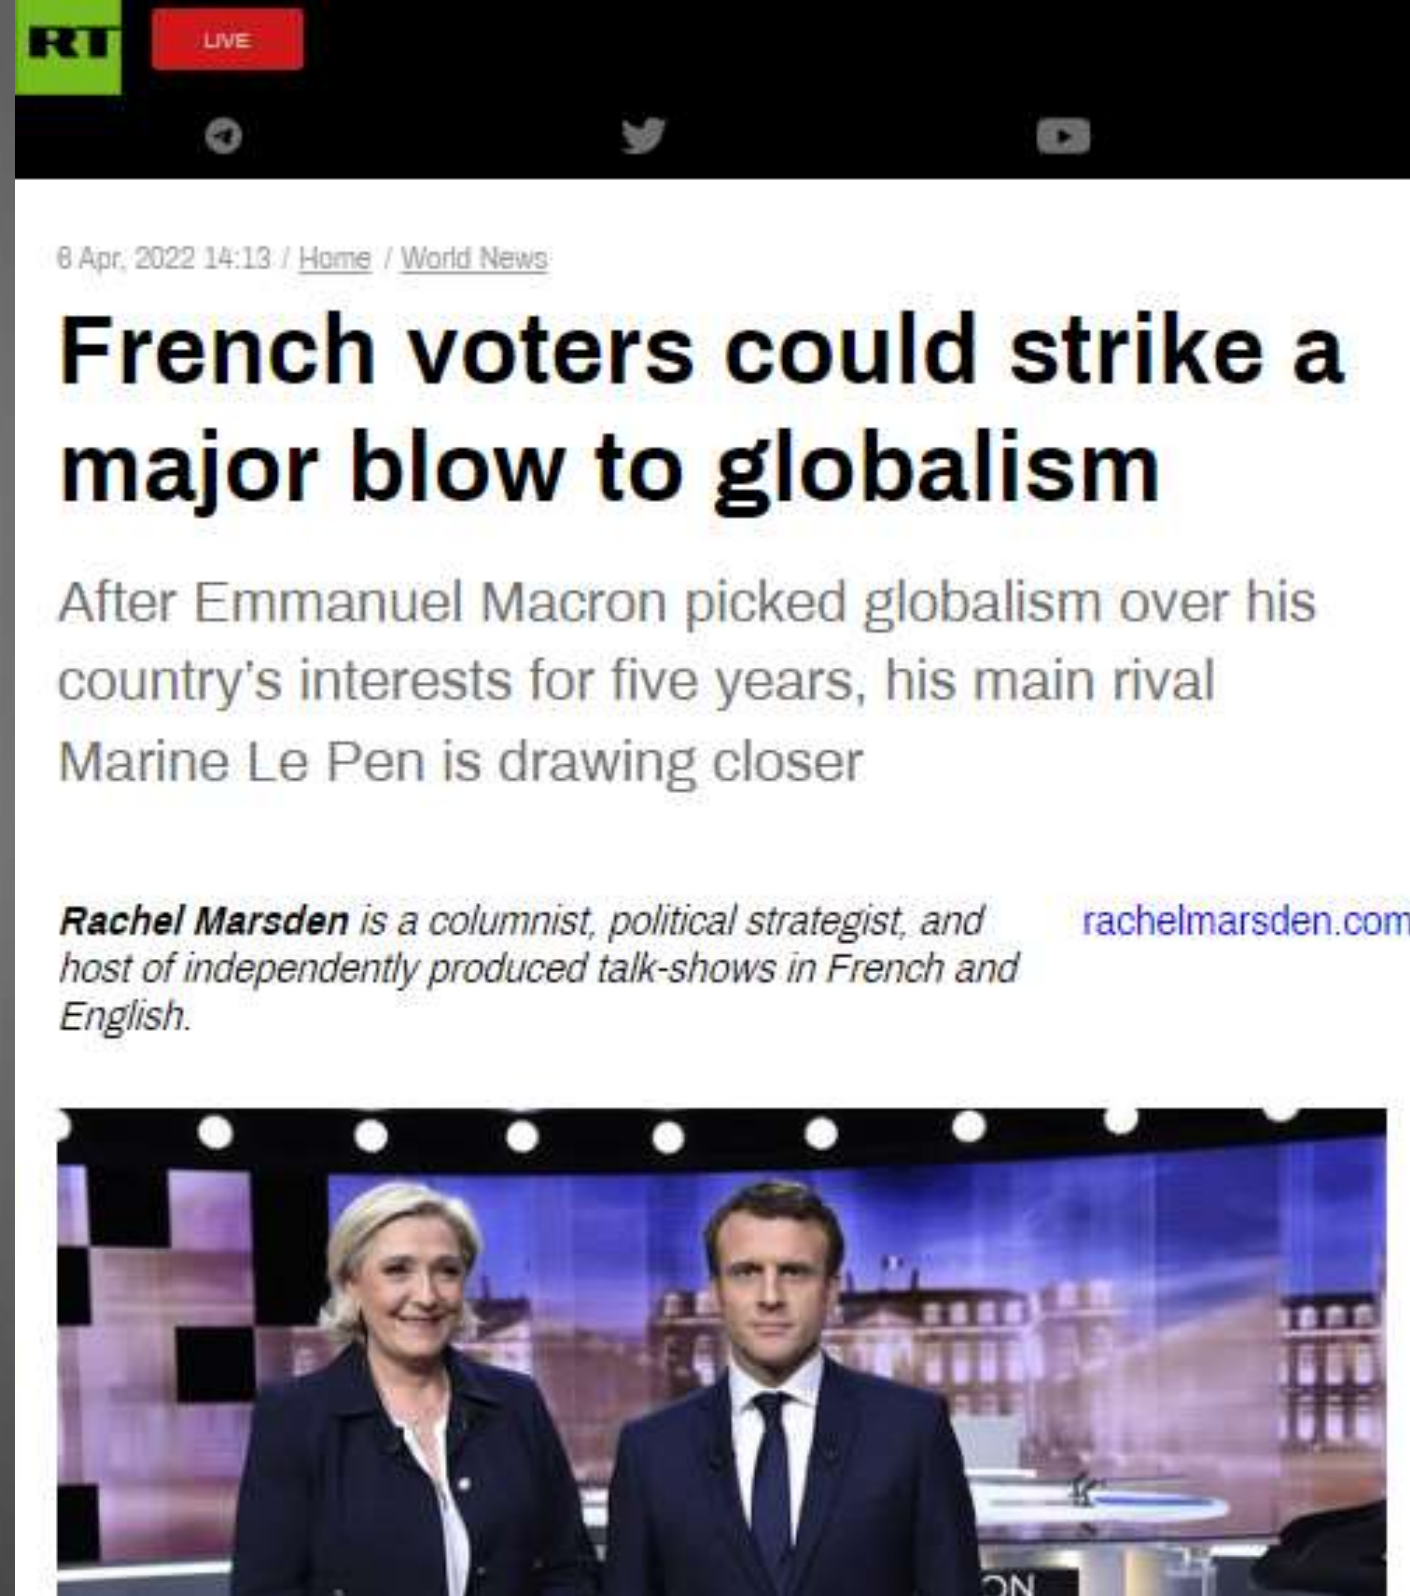 RT
LIVE
6 Apr, 2022 14:13 / Home / World News
French voters could strike a
major blow to globalism
After Emmanuel Macron picked globalism over his
country's interests for five years, his main rival
Marine Le Pen is drawing closer
Rachel Marsden is a columnist, political strategist, and
rachelmarsden.com
host of independently produced talk-shows in French and
English.
ON